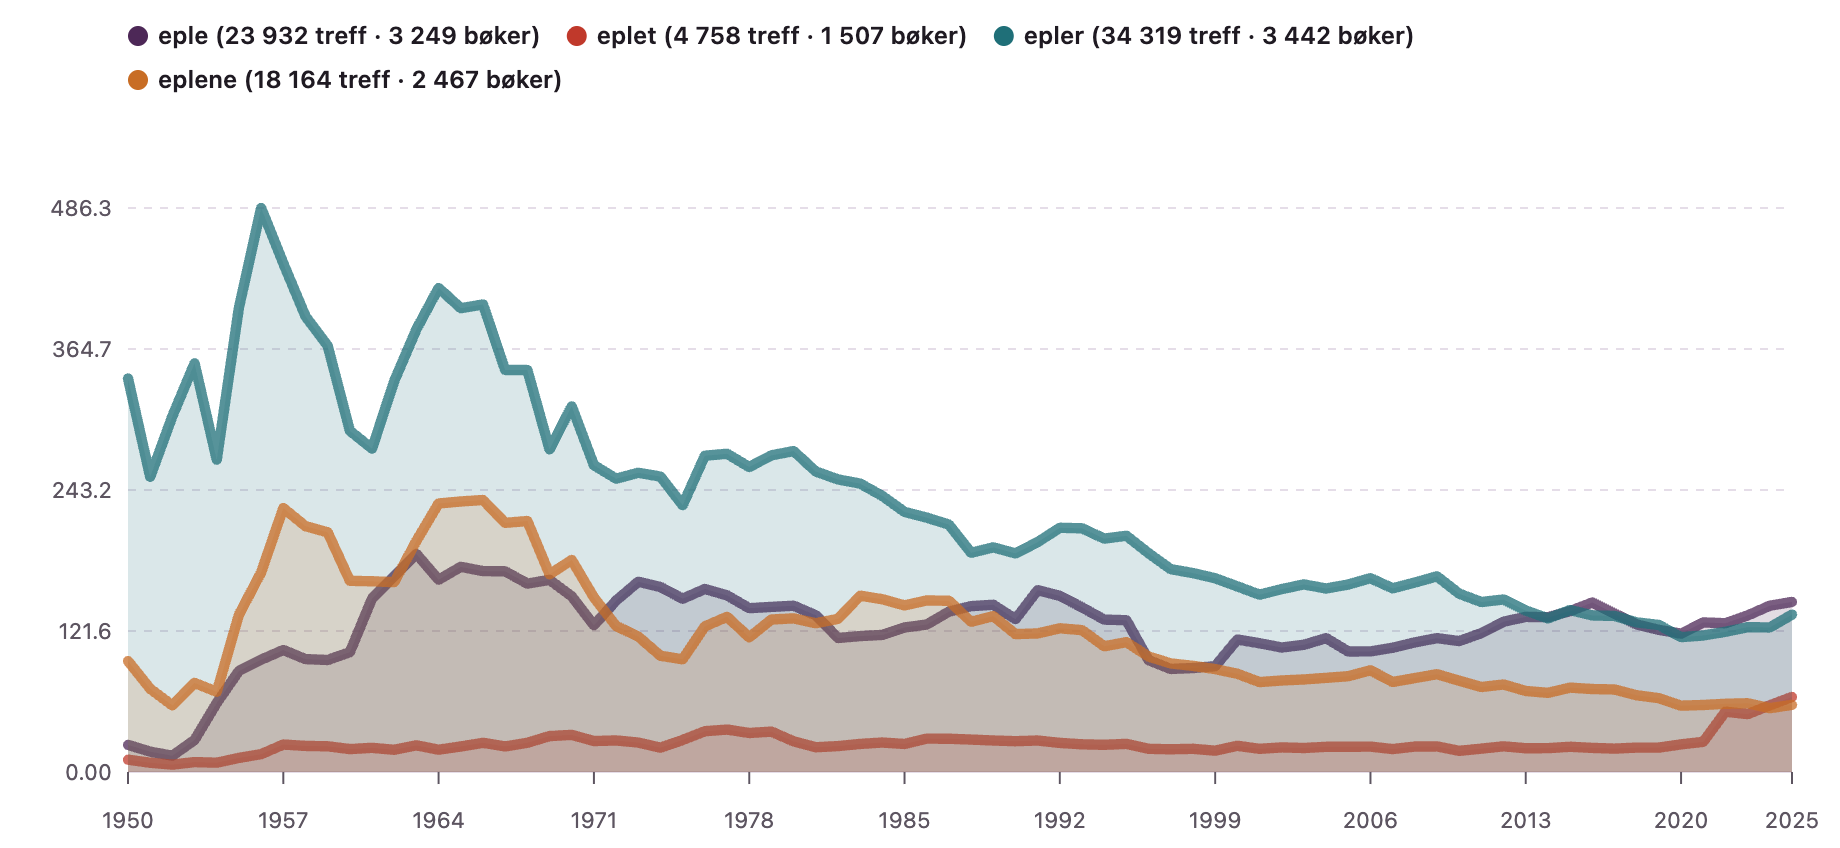 eple (23 932 treff · 3 249 bøker) eplet (4 758 treff · 1 507 bøker) epler (34 319 treff · 3 442 bøker)
eplene (18 164 treff · 2 467 bøker)
486.3
364.7
243.2
121.6
0.00
1950 1957 1964 1971 1978 1985 1992 1999 2006 2013 2020 2025